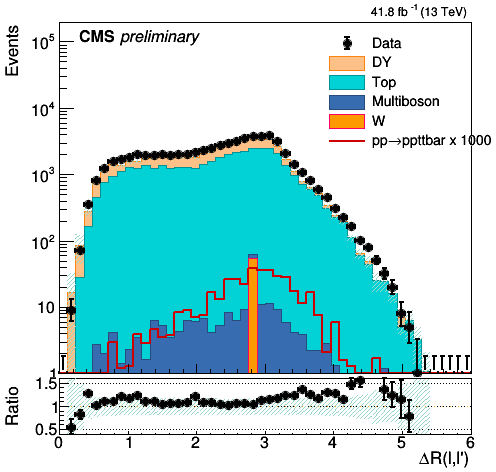 41.8 fb⁻¹ (13 TeV)
CMS preliminary
Events
10⁵
10⁴
10³
10²
10
1
Data
DY
Top
Multiboson
W
pp→ppttbar x 1000
Ratio
1.5
1
0.5
0 1 2 3 4 5 6
ΔR(l,l')